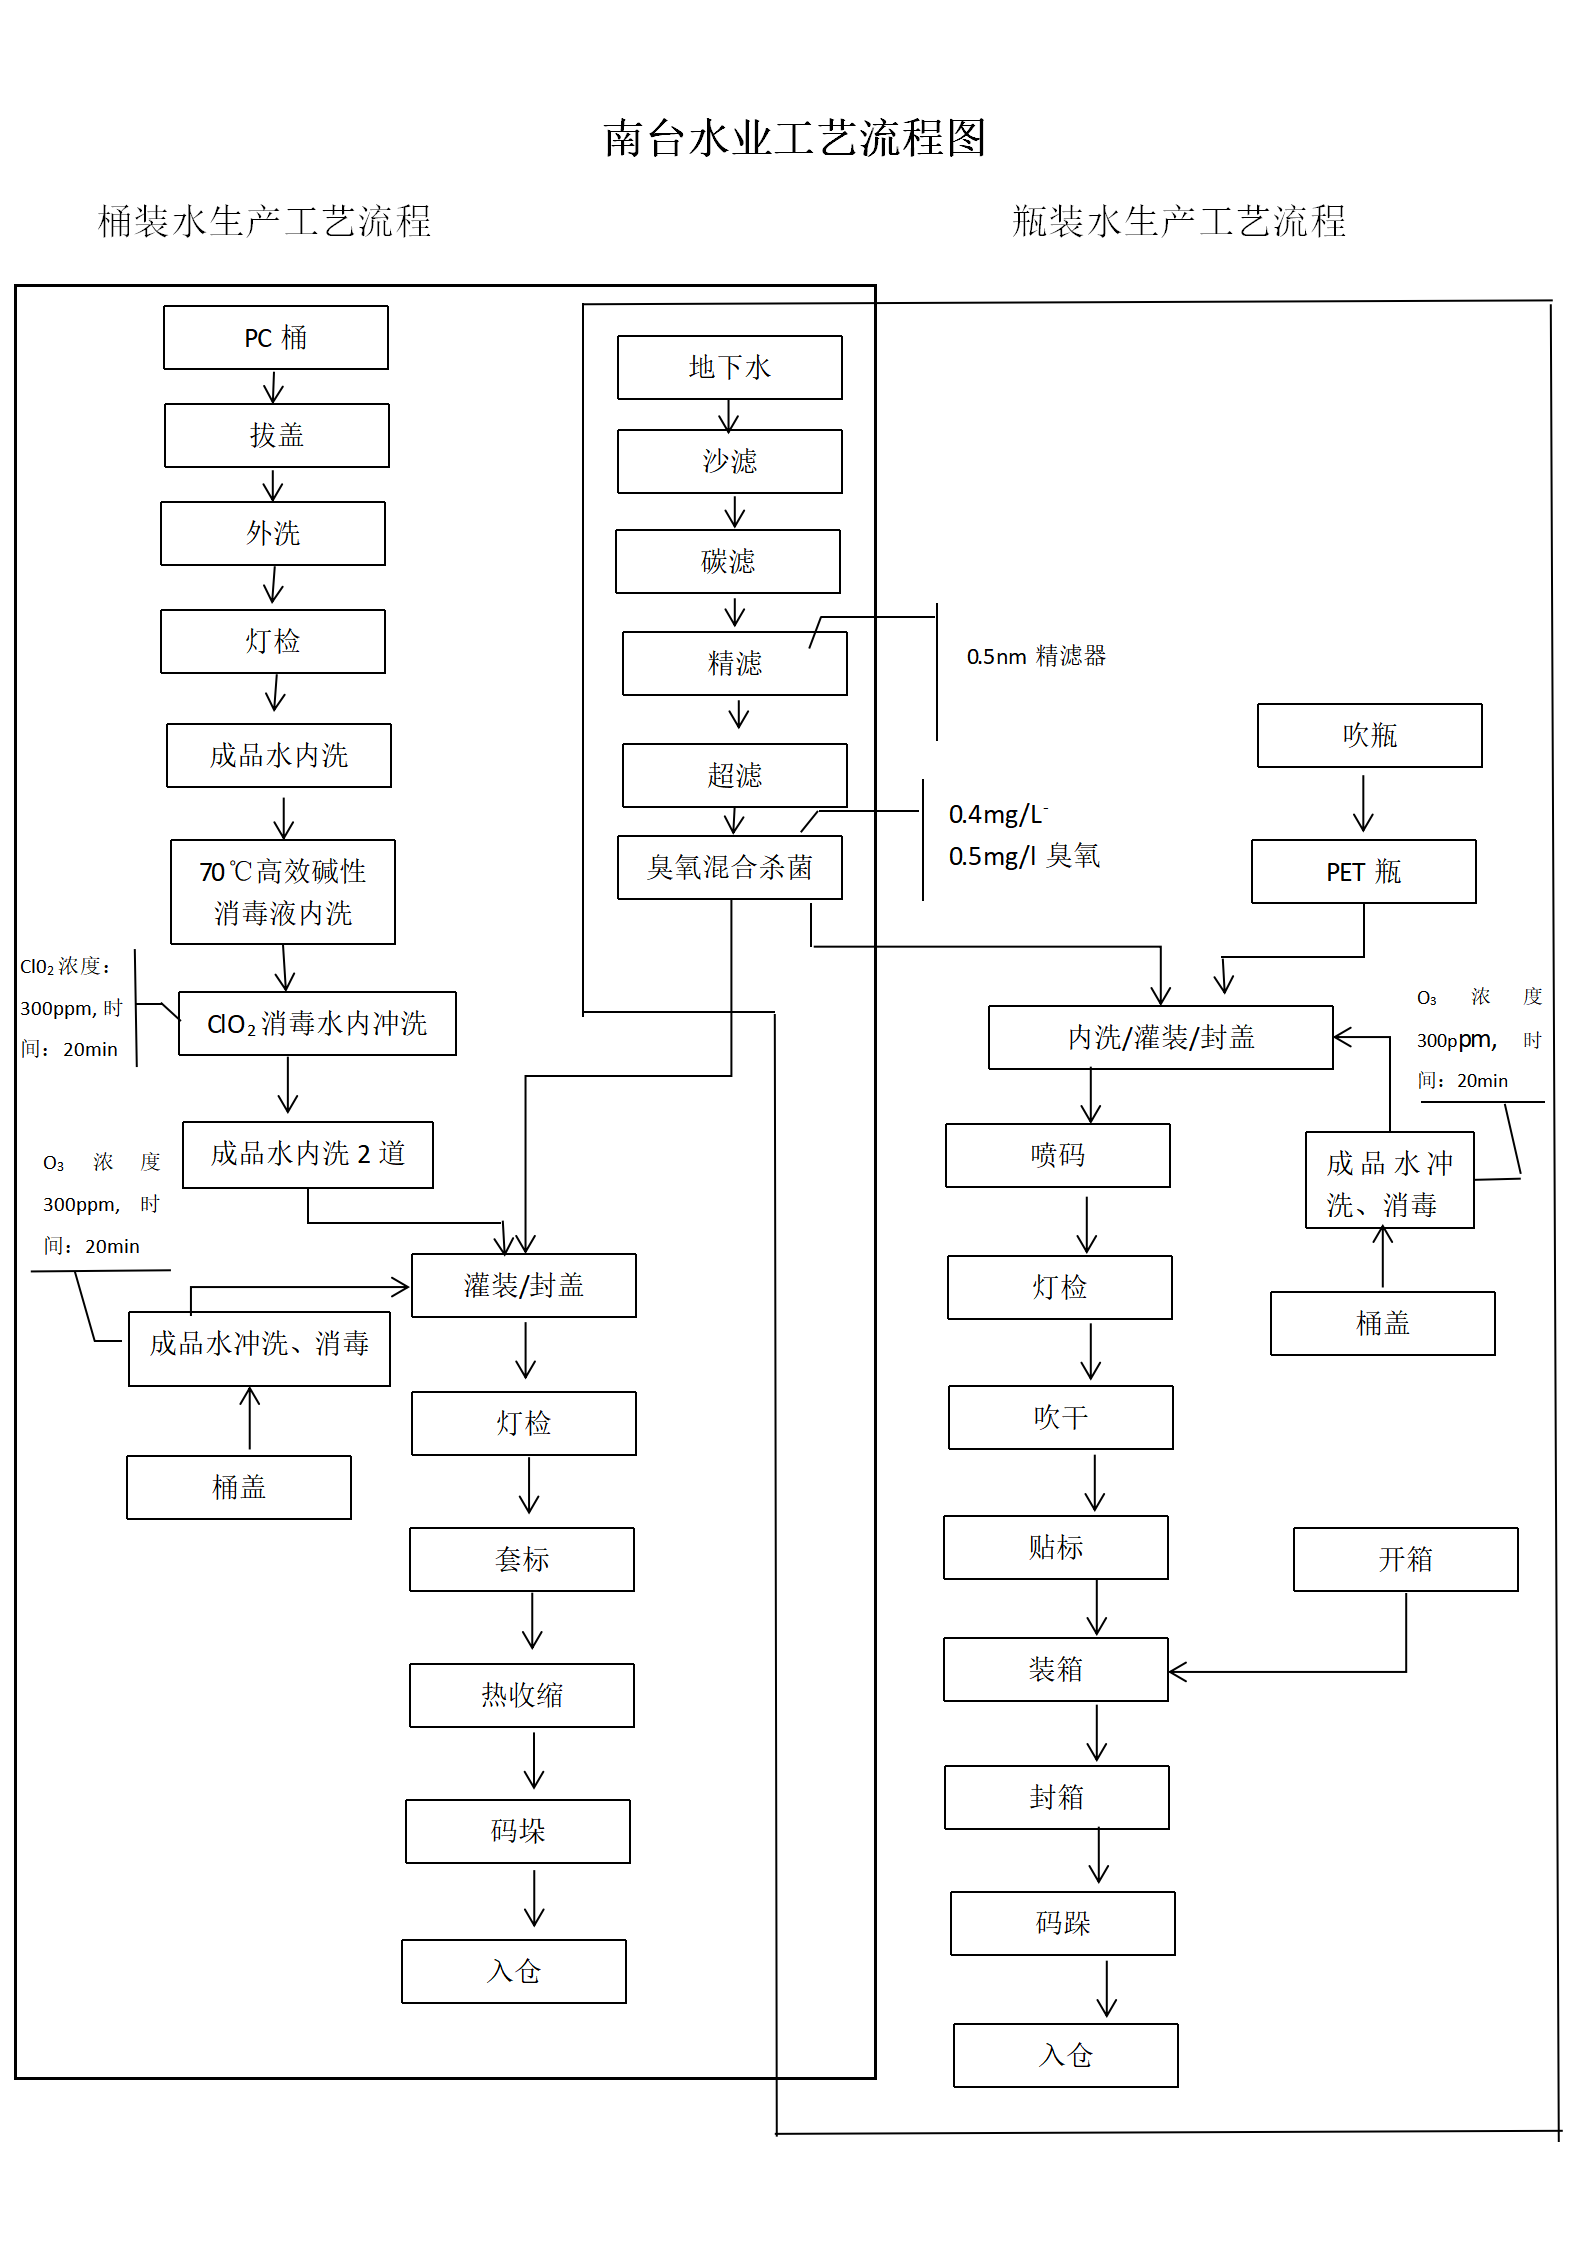 南台水业工艺流程图
桶装水生产工艺流程
瓶装水生产工艺流程
PC 桶
拔盖
外洗
灯检
成品水内洗
70℃高效碱性
消毒液内洗
ClO₂浓度：
300ppm, 时
间：20min
ClO₂消毒水内冲洗
成品水内洗 2 道
O₃ 浓 度
300ppm, 时
间：20min
成品水冲洗、消毒
桶盖
灌装/封盖
灯检
套标
热收缩
码垛
入仓
地下水
沙滤
碳滤
精滤
0.5nm 精滤器
超滤
臭氧混合杀菌
0.4mg/L⁻
0.5mg/l 臭氧
吹瓶
PET 瓶
内洗/灌装/封盖
O₃ 浓 度
300ppm, 时
间：20min
成品水冲
洗、消毒
桶盖
喷码
灯检
吹干
贴标
开箱
装箱
封箱
码跺
入仓